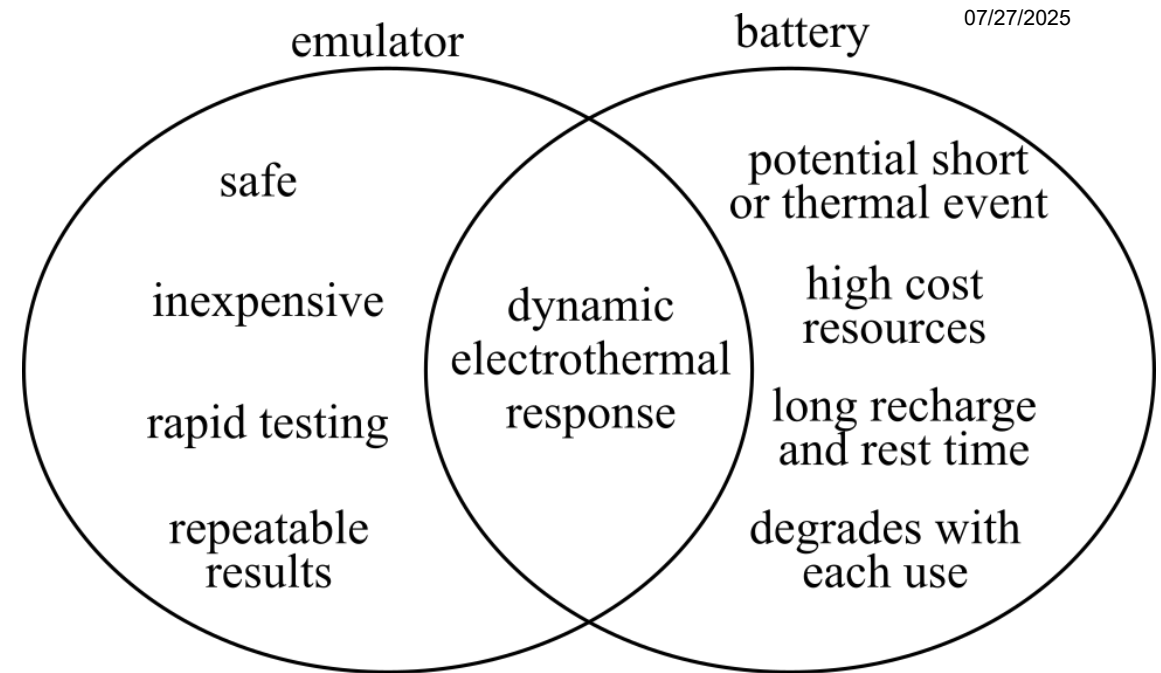 07/27/2025
emulator
battery
safe
inexpensive
rapid testing
repeatable
results
dynamic
electrothermal
response
potential short
or thermal event
high cost
resources
long recharge
and rest time
degrades with
each use